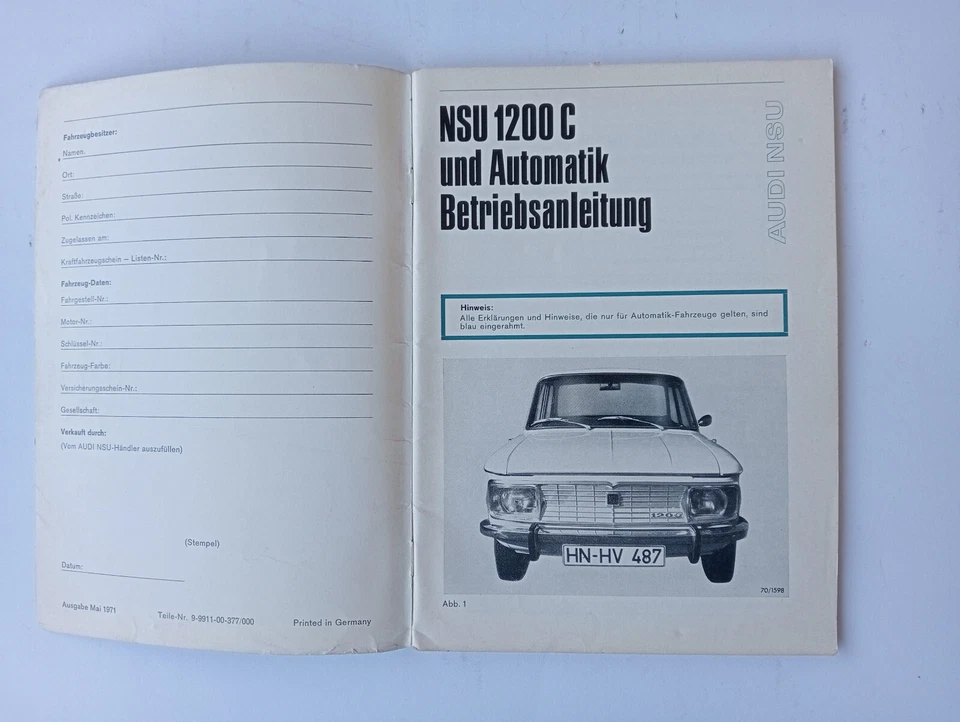 Fahrzeugbesitzer:
Namen:
Ort:
Straße:
Pol. Kennzeichen:
Zugelassen am:
Kraftfahrzeugschein – Listen-Nr.:
Fahrzeug-Daten:
Fahrgestell-Nr.:
Motor-Nr.:
Schlüssel-Nr.:
Fahrzeug-Farbe:
Versicherungsschein-Nr.:
Gesellschaft:
Verkauft durch:
(Vom AUDI NSU-Händler auszufüllen)
(Stempel)
Datum:
Ausgabe Mai 1971
Teile-Nr. 9-9911-00-377/000
Printed in Germany
NSU 1200 C
und Automatik
Betriebsanleitung
AUDI NSU
Hinweis:
Alle Erklärungen und Hinweise, die nur für Automatik-Fahrzeuge gelten, sind
blau eingerahmt.
HN-HV 487
70/1598
Abb. 1